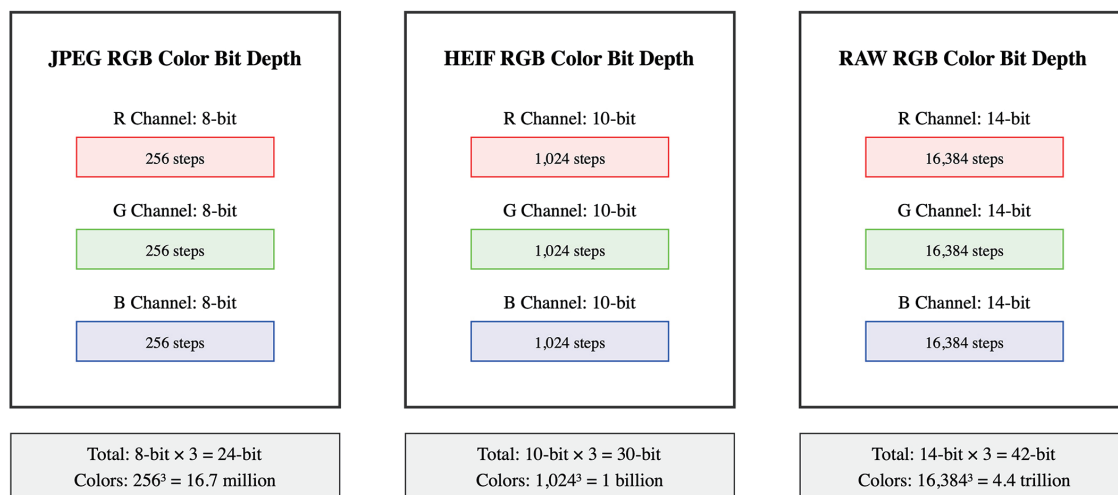 JPEG RGB Color Bit Depth
R Channel: 8-bit
256 steps
G Channel: 8-bit
256 steps
B Channel: 8-bit
256 steps
Total: 8-bit × 3 = 24-bit
Colors: 256³ = 16.7 million
HEIF RGB Color Bit Depth
R Channel: 10-bit
1,024 steps
G Channel: 10-bit
1,024 steps
B Channel: 10-bit
1,024 steps
Total: 10-bit × 3 = 30-bit
Colors: 1,024³ = 1 billion
RAW RGB Color Bit Depth
R Channel: 14-bit
16,384 steps
G Channel: 14-bit
16,384 steps
B Channel: 14-bit
16,384 steps
Total: 14-bit × 3 = 42-bit
Colors: 16,384³ = 4.4 trillion